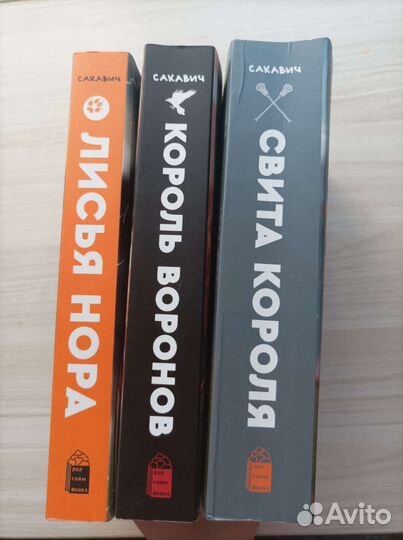 САКАВИЧ
ЛИСЬЯ НОРА
POP
CORN
BOOKS
САКАВИЧ
КОРОЛЬ ВОРОНОВ
POP
CORN
BOOKS
САКАВИЧ
СВИТА КОРОЛЯ
POP
CORN
BOOKS
Avito